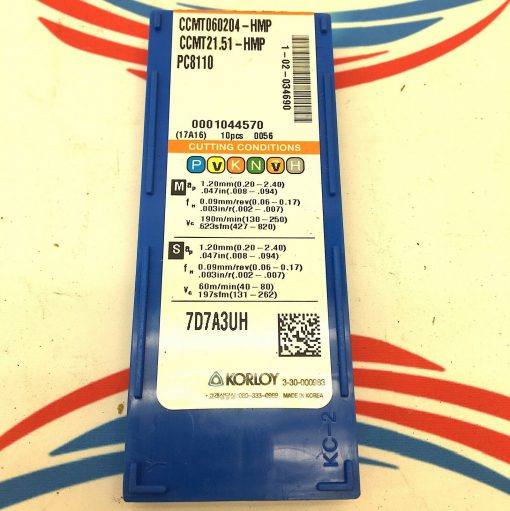 CCMT060204-HMP
CCMT21.51-HMP
PC8110
1-02-034690
0001044570
(17A16) 10pcs 0056
CUTTING CONDITIONS
P V K N V H
M ap 1.20mm(0.20-2.40)
.047in(.008-.094)
fn 0.09mm/rev(0.06-0.17)
.003in/r(.002-.007)
vc 190m/min(130-250)
623sfm(427-820)
S ap 1.20mm(0.20-2.40)
.047in(.008-.094)
fn 0.09mm/rev(0.06-0.17)
.003in/r(.002-.007)
vc 60m/min(40-80)
197sfm(131-262)
7D7A3UH
KORLOY 3-30-000983
080-333-0989 MADE IN KOREA
KC-2
Y